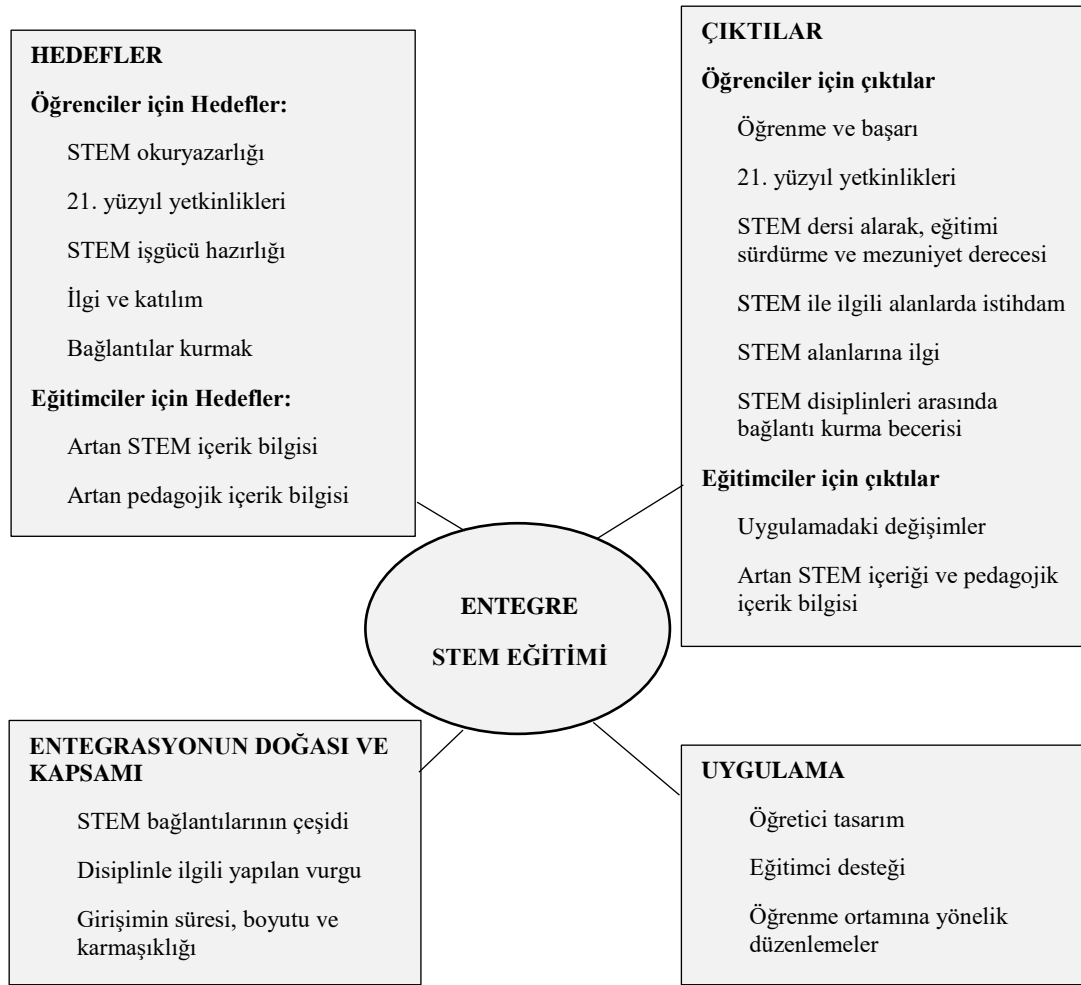 HEDEFLER
Öğrenciler için Hedefler:
STEM okuryazarlığı
21. yüzyıl yetkinlikleri
STEM işgücü hazırlığı
İlgi ve katılım
Bağlantılar kurmak
Eğitimciler için Hedefler:
Artan STEM içerik bilgisi
Artan pedagojik içerik bilgisi
ÇIKTILAR
Öğrenciler için çıktılar
Öğrenme ve başarı
21. yüzyıl yetkinlikleri
STEM dersi alarak, eğitimi
sürdürme ve mezuniyet derecesi
STEM ile ilgili alanlarda istihdam
STEM alanlarına ilgi
STEM disiplinleri arasında
bağlantı kurma becerisi
Eğitimciler için çıktılar
Uygulamadaki değişimler
Artan STEM içeriği ve pedagojik
içerik bilgisi
ENTEGRE
STEM EĞİTİMİ
ENTEGRASYONUN DOĞASI VE
KAPSAMI
STEM bağlantılarının çeşidi
Disiplinle ilgili yapılan vurgu
Girişimin süresi, boyutu ve
karmaşıklığı
UYGULAMA
Öğretici tasarım
Eğitimci desteği
Öğrenme ortamına yönelik
düzenlemeler